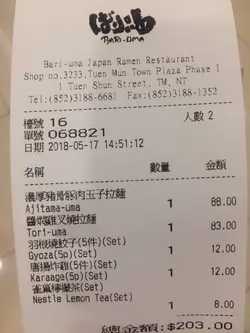 ばり馬
BARI-UMA
Bari-uma Japan Ramen Restaurant
Shop no.3233,Tuen Mun Town Plaza Phase I
1 Tuen Shun Street, TM, NT
Tel:(852)3188-6681 Fax:(852)3188-1352
檯號 16 人數 2
單號 068821
日期 2018-05-17 14:51:12
名稱 數量 金額
濃厚豬骨豚肉玉子拉麵
Ajitama-uma 1 88.00
醬燒雞叉燒拉麵
Tori-uma 1 83.00
羽根燒餃子(5件)(Set)
Gyoza(5p)(Set) 1 12.00
唐揚炸雞(5件)(Set)
Karaage(5p)(Set) 1 12.00
雀巢檸檬茶(Set)
Nestle Lemon Tea(Set) 1 8.00
總金額:$203.00